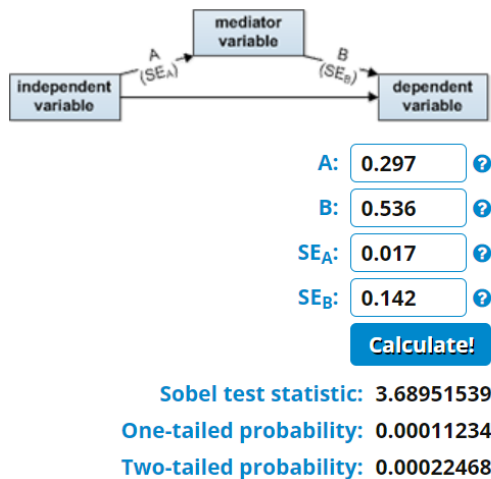 mediator
variable
A
(SEA)
B
(SEB)
independent
variable
dependent
variable
A: 0.297 ?
B: 0.536 ?
SEA: 0.017 ?
SEB: 0.142 ?
Calculate!
Sobel test statistic: 3.68951539
One-tailed probability: 0.00011234
Two-tailed probability: 0.00022468